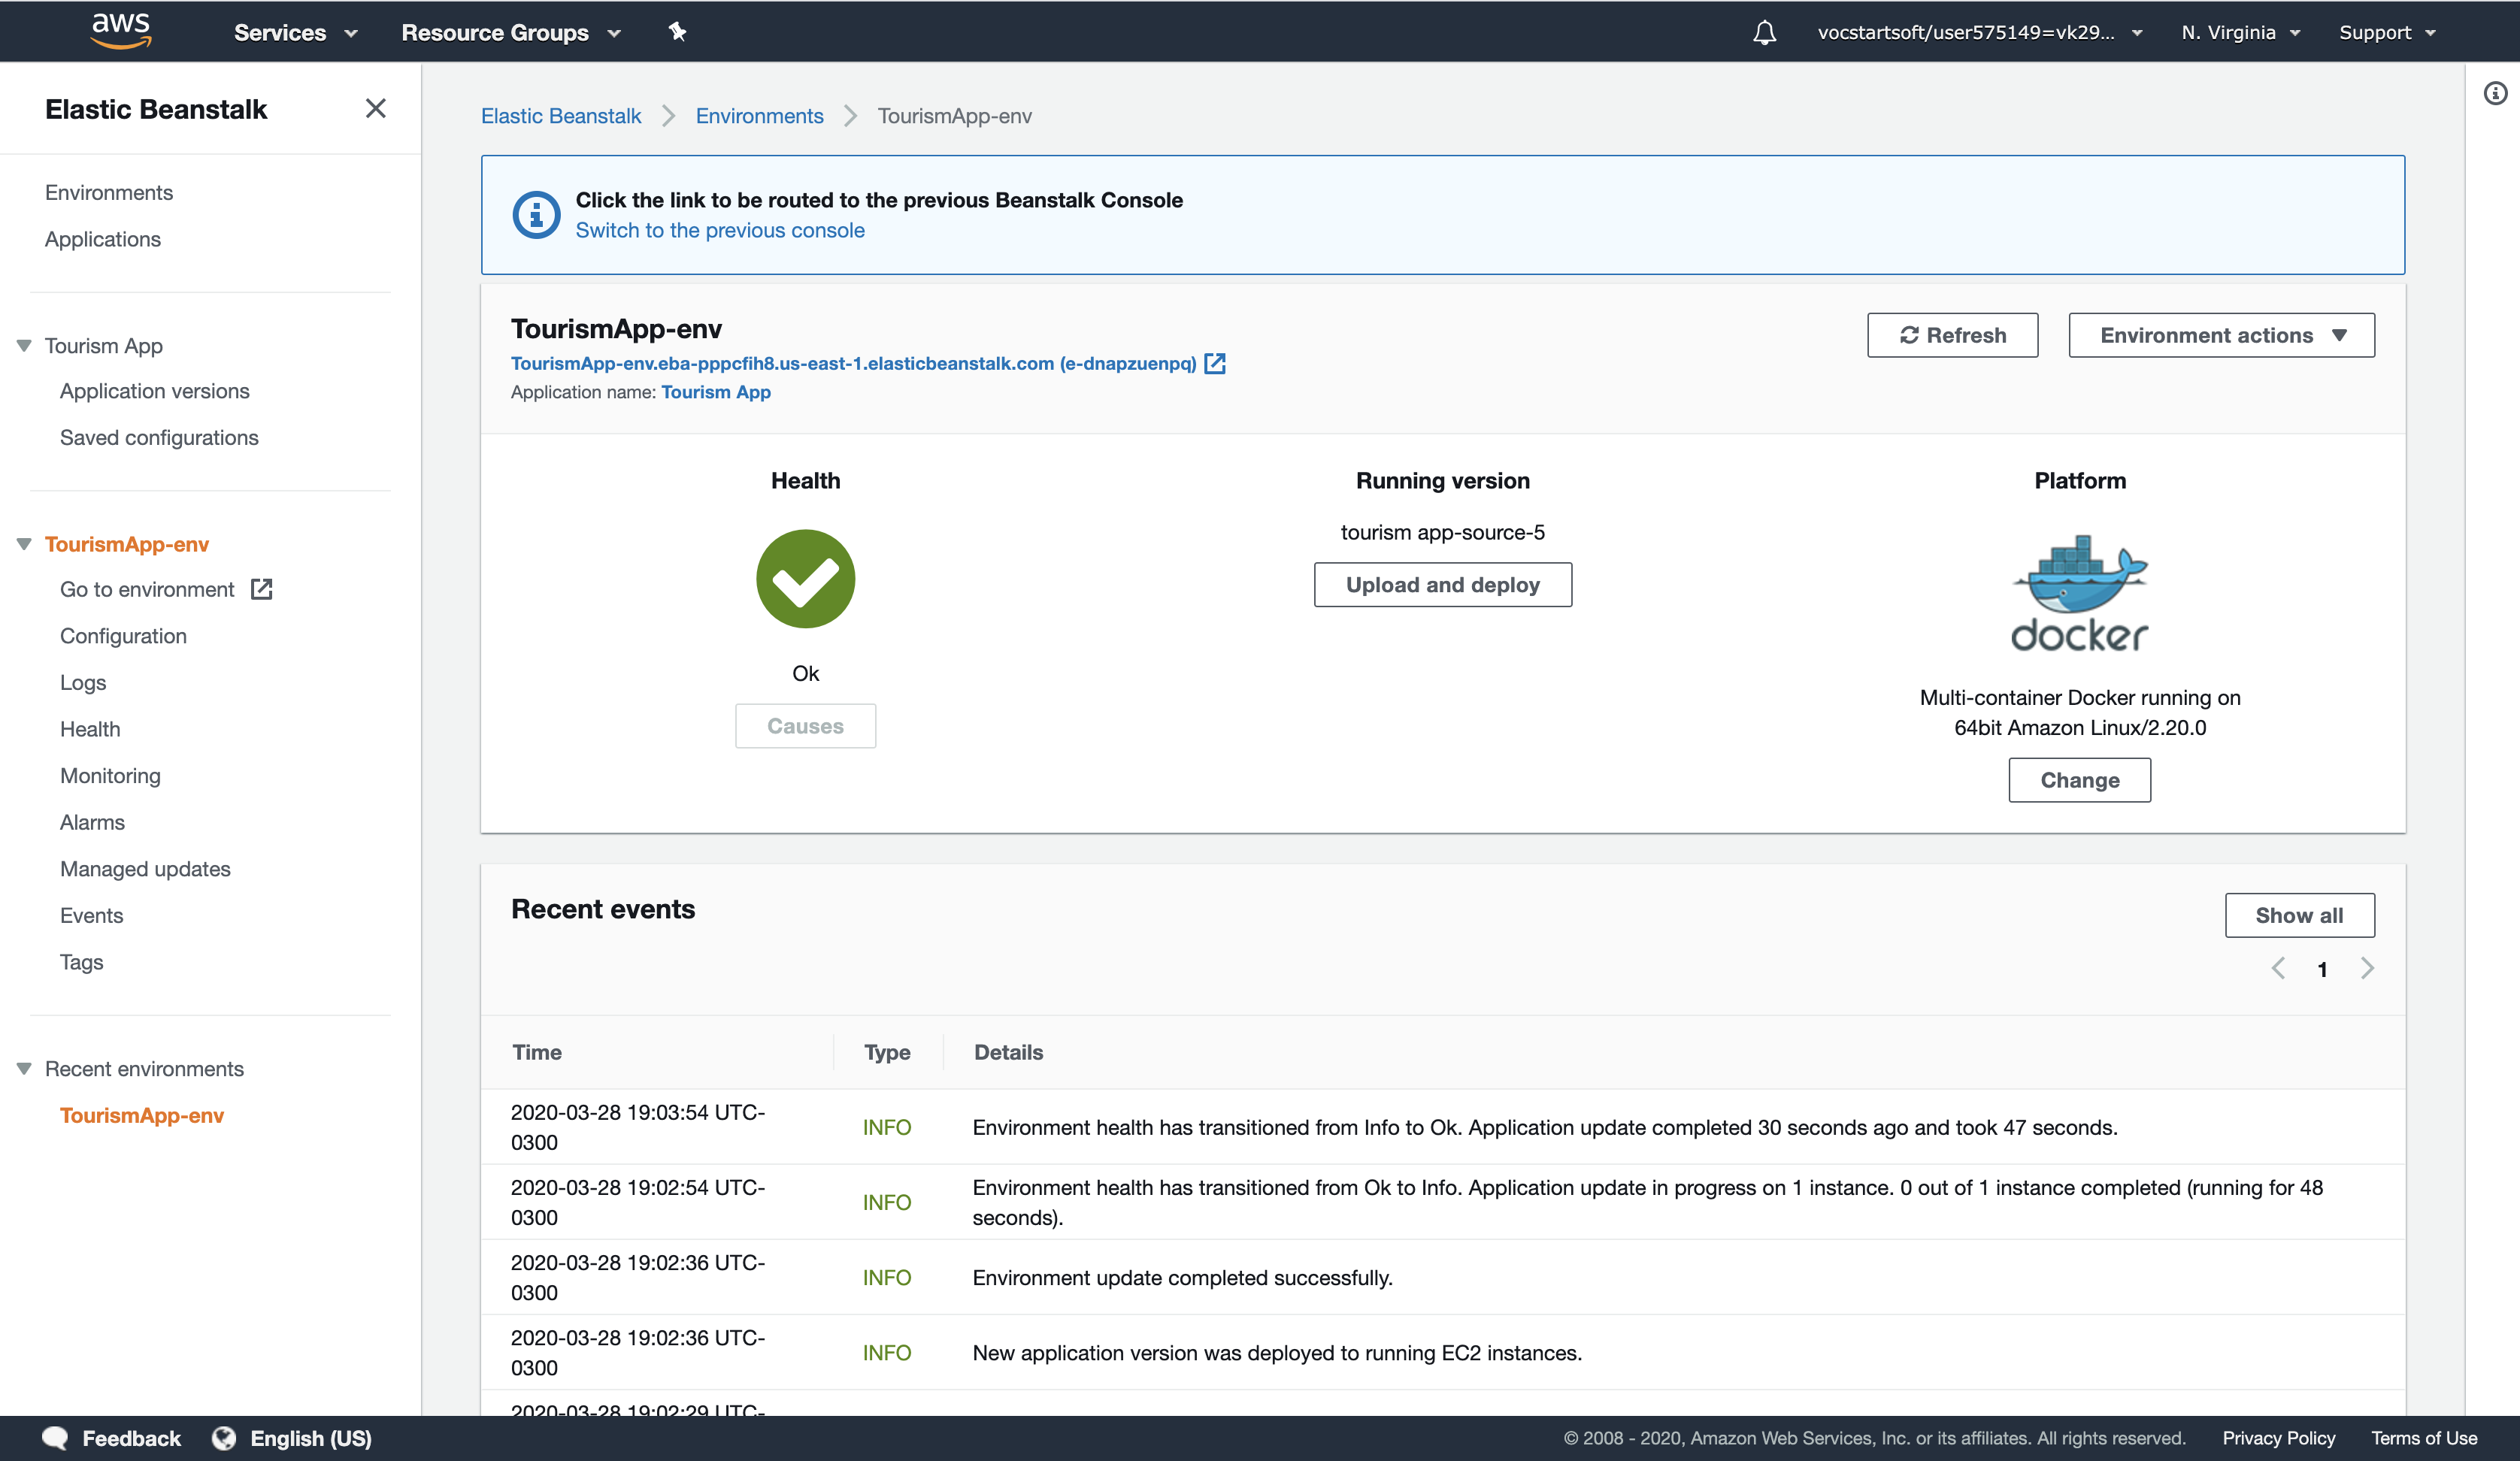 aws
Services
Resource Groups
vocstartsoft/user575149=vk29...
N. Virginia
Support
Elastic Beanstalk
Environments
Applications
Tourism App
Application versions
Saved configurations
TourismApp-env
Go to environment
Configuration
Logs
Health
Monitoring
Alarms
Managed updates
Events
Tags
Recent environments
TourismApp-env
Elastic Beanstalk
Environments
TourismApp-env
Click the link to be routed to the previous Beanstalk Console
Switch to the previous console
TourismApp-env
TourismApp-env.eba-pppcfih8.us-east-1.elasticbeanstalk.com (e-dnapzuenpq)
Application name: Tourism App
Refresh
Environment actions
Health
Ok
Causes
Running version
tourism app-source-5
Upload and deploy
Platform
docker
Multi-container Docker running on
64bit Amazon Linux/2.20.0
Change
Recent events
Show all
1
Time
Type
Details
2020-03-28 19:03:54 UTC-
0300
INFO
Environment health has transitioned from Info to Ok. Application update completed 30 seconds ago and took 47 seconds.
2020-03-28 19:02:54 UTC-
0300
INFO
Environment health has transitioned from Ok to Info. Application update in progress on 1 instance. 0 out of 1 instance completed (running for 48
seconds).
2020-03-28 19:02:36 UTC-
0300
INFO
Environment update completed successfully.
2020-03-28 19:02:36 UTC-
0300
INFO
New application version was deployed to running EC2 instances.
2020-03-28 19:02:29 UTC-
Feedback
English (US)
© 2008 - 2020, Amazon Web Services, Inc. or its affiliates. All rights reserved.
Privacy Policy
Terms of Use